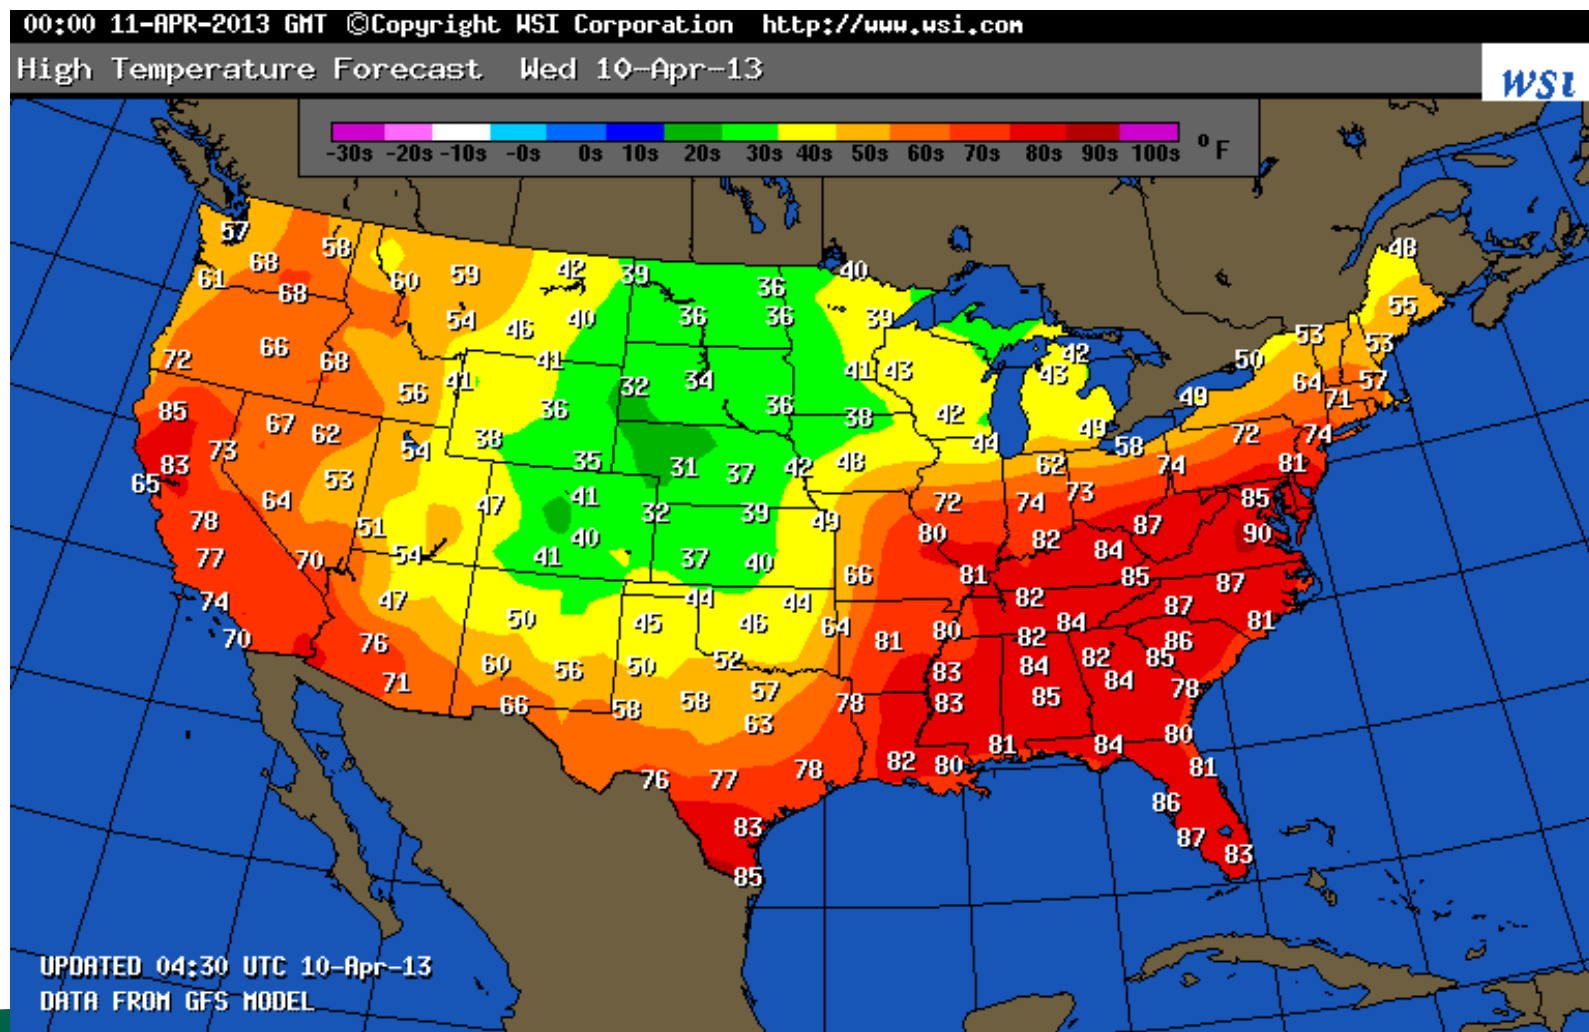 00:00 11-APR-2013 GMT ©Copyright WSI Corporation http://www.wsi.com
High Temperature Forecast Wed 10-Apr-13
WSI
-30s -20s -10s -0s 0s 10s 20s 30s 40s 50s 60s 70s 80s 90s 100s ° F
57 58 68 61 68 60 59 42 39 36 40 48
54 46 40 36 36 39 55
72 66 68 41 41 43 42 43 50 53 53
56 41 32 34 64 57
85 67 62 36 36 38 42 49 49 71
73 54 38 44 58 72 74
83 65 53 35 31 37 42 48 62 74 81
64 47 41 72 74 73 85
78 51 32 39 49 80 87 90
77 70 54 41 40 37 40 82 84
74 47 66 81 85 87
44 44 82 87
70 76 50 45 46 64 81 80 82 84 86 81
60 56 50 52 83 84 82 85
71 84 78
66 58 58 57 78 83 85
63 81 84 80
76 77 78 82 80 81
86
83 87 83
85
UPDATED 04:30 UTC 10-Apr-13
DATA FROM GFS MODEL